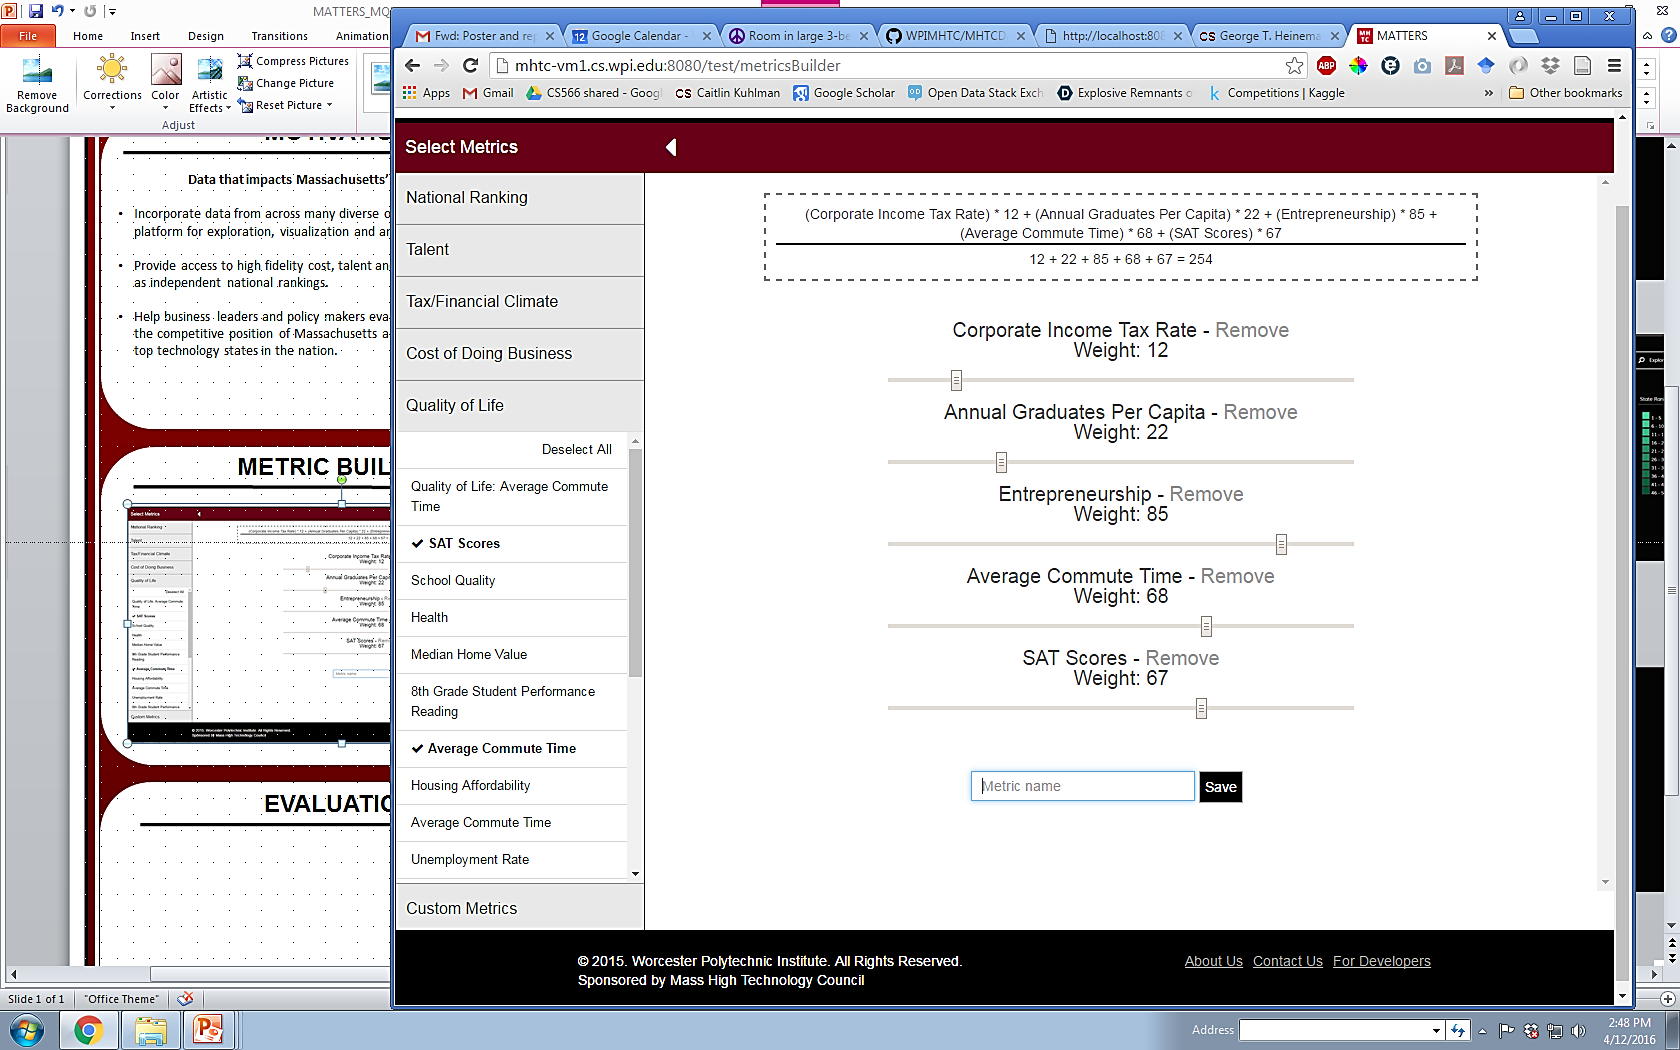 MATTERS_MQ
File
Home
Insert
Design
Transitions
Animation
Remove
Background
Corrections
Color
Artistic
Effects
Compress Pictures
Change Picture
Reset Picture
Adjust
Data that impacts Massachusetts'
• Incorporate data from across many diverse
platform for exploration, visualization and
• Provide access to high fidelity cost, talent
as independent national rankings.
• Help business leaders and policy makers
the competitive position of Massachusetts
top technology states in the nation.
METRIC
Slide 1 of 1
"Office Theme"
Fwd: Poster and
Google Calendar -
Room in large 3-be
WPIMHTC/MHTCD
http://localhost:808
CS George T. Heinema
MATTERS
mhtc-vm1.cs.wpi.edu:8080/test/metricsBuilder
Apps
Gmail
CS566 shared - Goog
CS Caitlin Kuhlman
Google Scholar
Open Data Stack Exch
Explosive Remnants
Competitions | Kaggle
»
Other bookmarks
Select Metrics
National Ranking
Talent
Tax/Financial Climate
Cost of Doing Business
Quality of Life
Deselect All
Quality of Life: Average Commute
Time
✔ SAT Scores
School Quality
Health
Median Home Value
8th Grade Student Performance
Reading
✔ Average Commute Time
Housing Affordability
Average Commute Time
Unemployment Rate
Custom Metrics
(Corporate Income Tax Rate) * 12 + (Annual Graduates Per Capita) * 22 + (Entrepreneurship) * 85 +
(Average Commute Time) * 68 + (SAT Scores) * 67
12 + 22 + 85 + 68 + 67 = 254
Corporate Income Tax Rate - Remove
Weight: 12
Annual Graduates Per Capita - Remove
Weight: 22
Entrepreneurship - Remove
Weight: 85
Average Commute Time - Remove
Weight: 68
SAT Scores - Remove
Weight: 67
Metric name
Save
© 2015. Worcester Polytechnic Institute. All Rights Reserved.
Sponsored by Mass High Technology Council
About Us
Contact Us
For Developers
Address
2:48 PM
4/12/2016